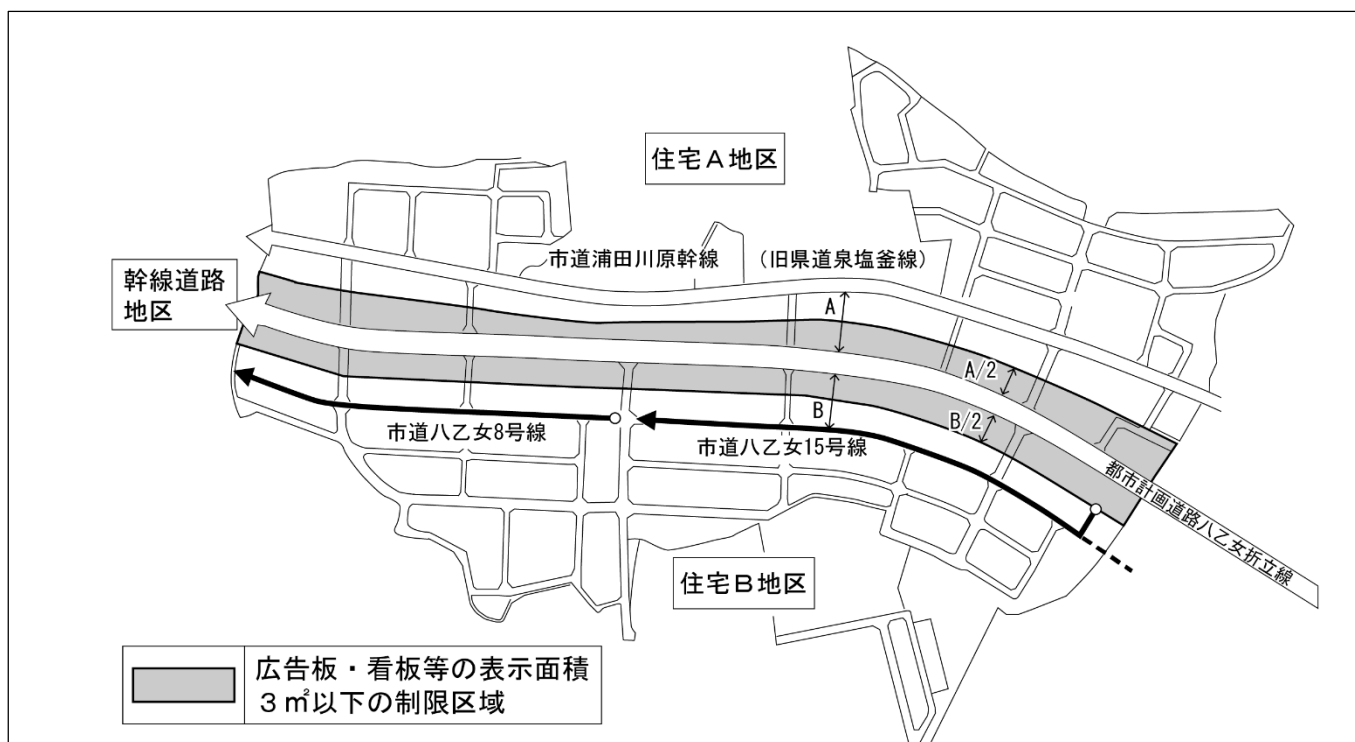 住宅A地区
市道浦田川原幹線 （旧県道泉塩釜線）
幹線道路
地区
A
A/2
B
B/2
市道八乙女8号線
市道八乙女15号線
都市計画道路八乙女折立線
住宅B地区
広告板・看板等の表示面積
３㎡以下の制限区域